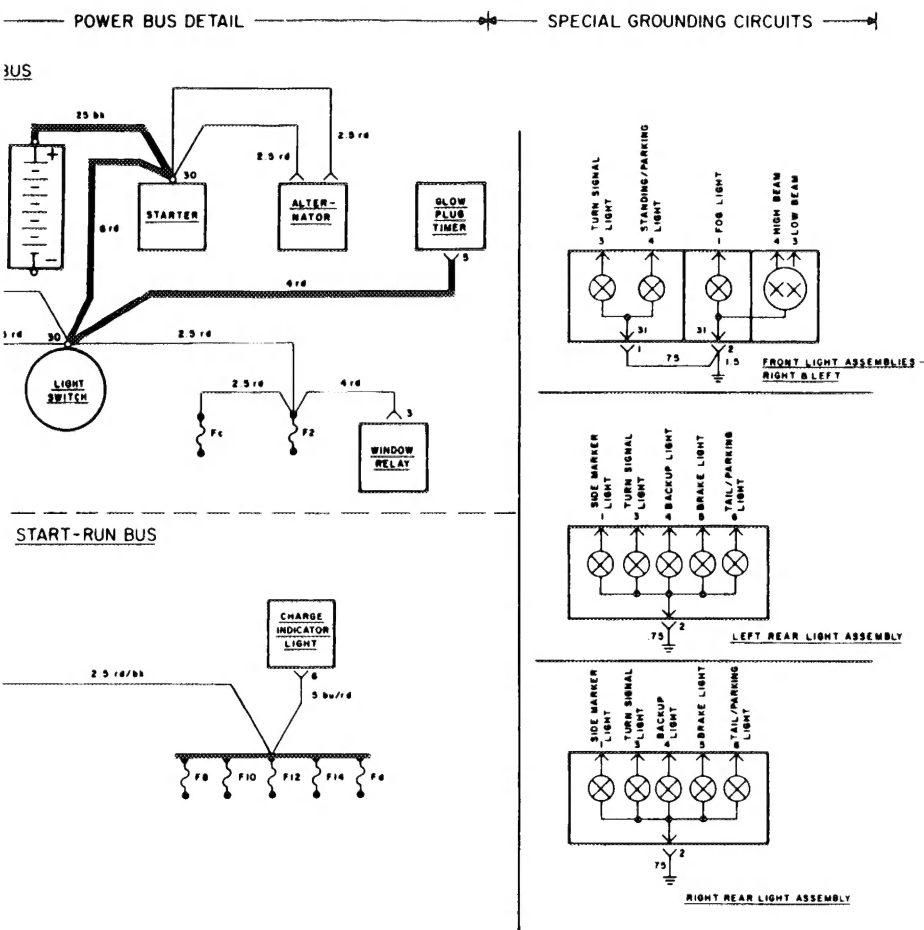 POWER BUS DETAIL
SPECIAL GROUNDING CIRCUITS
BUS
25 bk
+
-
30
2.5 rd
2.5 rd
STARTER
ALTER-
NATOR
GLOW
PLUG
TIMER
5
6 rd
4 rd
30
2.5 rd
LIGHT
SWITCH
2.5 rd
4 rd
Fc
F2
3
WINDOW
RELAY
START-RUN BUS
CHARGE
INDICATOR
LIGHT
6
2.5 rd/bk
.5 bu/rd
F8
F10
F12
F14
Fd
TURN SIGNAL
LIGHT
3
STANDING/PARKING
LIGHT
4
FOG LIGHT
1
HIGH BEAM
4
LOW BEAM
3
31
31
1
2
.75
1.5
FRONT LIGHT ASSEMBLIES -
RIGHT & LEFT
SIDE MARKER
LIGHT
1
TURN SIGNAL
LIGHT
3
BACKUP LIGHT
4
BRAKE LIGHT
TAIL/PARKING
LIGHT
6
2
.75
LEFT REAR LIGHT ASSEMBLY
SIDE MARKER
LIGHT
1
TURN SIGNAL
LIGHT
3
BACKUP
LIGHT
4
BRAKE LIGHT
5
TAIL/PARKING
LIGHT
6
2
.75
RIGHT REAR LIGHT ASSEMBLY